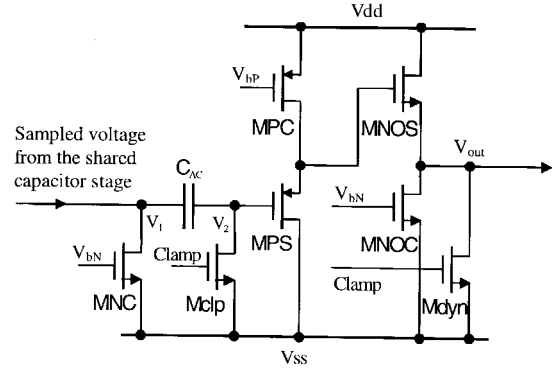 Vdd
VbP
MPC
MNOS
Sampled voltage
from the shared
capacitor stage
CAC
Vout
V1
V2
MPS
VbN
MNOC
VbN
Clamp
MNC
Mclp
Clamp
Mdyn
Vss